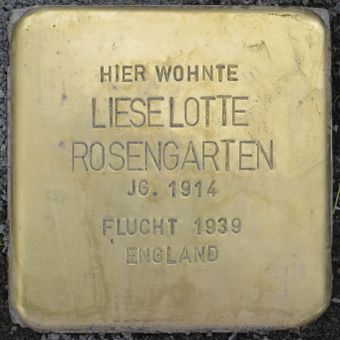 HIER WOHNTE
LIESELOTTE
ROSENGARTEN
JG. 1914
FLUCHT 1939
ENGLAND